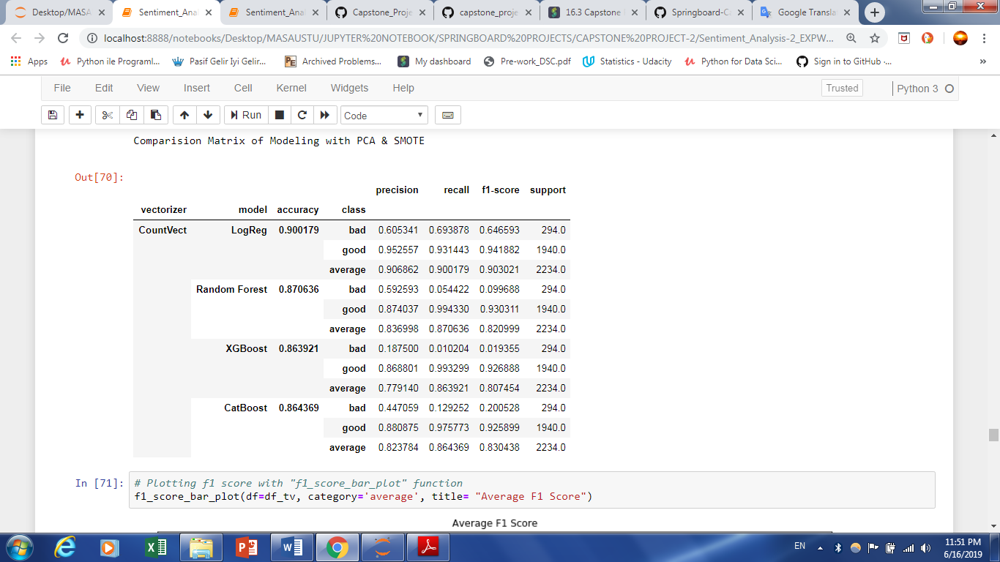 Desktop/MASA
Sentiment_Ana
Sentiment_Anal
Capstone_Proje
capstone_proje
16.3 Capstone
Springboard-Ca
Google Transla
localhost:8888/notebooks/Desktop/MASAUSTU/JUPYTER%20NOTEBOOK/SPRINGBOARD%20PROJECTS/CAPSTONE%20PROJECT-2/Sentiment_Analysis-2_EXPW...
Apps
Python ile Programl...
Pasif Gelir Iyi Gelir...
Archived Problems...
My dashboard
Pre-work_DSC.pdf
Statistics - Udacity
Python for Data Sci...
Sign in to GitHub ·...
»
File Edit View Insert Cell Kernel Widgets Help
Trusted
Python 3
Run
Code
Comparision Matrix of Modeling with PCA & SMOTE
Out[70]:
precision recall f1-score support
vectorizer model accuracy class
CountVect LogReg 0.900179 bad 0.605341 0.693878 0.646593 294.0
good 0.952557 0.931443 0.941882 1940.0
average 0.906862 0.900179 0.903021 2234.0
Random Forest 0.870636 bad 0.592593 0.054422 0.099688 294.0
good 0.874037 0.994330 0.930311 1940.0
average 0.836998 0.870636 0.820999 2234.0
XGBoost 0.863921 bad 0.187500 0.010204 0.019355 294.0
good 0.868801 0.993299 0.926888 1940.0
average 0.779140 0.863921 0.807454 2234.0
CatBoost 0.864369 bad 0.447059 0.129252 0.200528 294.0
good 0.880875 0.975773 0.925899 1940.0
average 0.823784 0.864369 0.830438 2234.0
In [71]:
# Plotting f1 score with "f1_score_bar_plot" function
f1_score_bar_plot(df=df_tv, category='average', title= "Average F1 Score")
Average F1 Score
EN
11:51 PM
6/16/2019